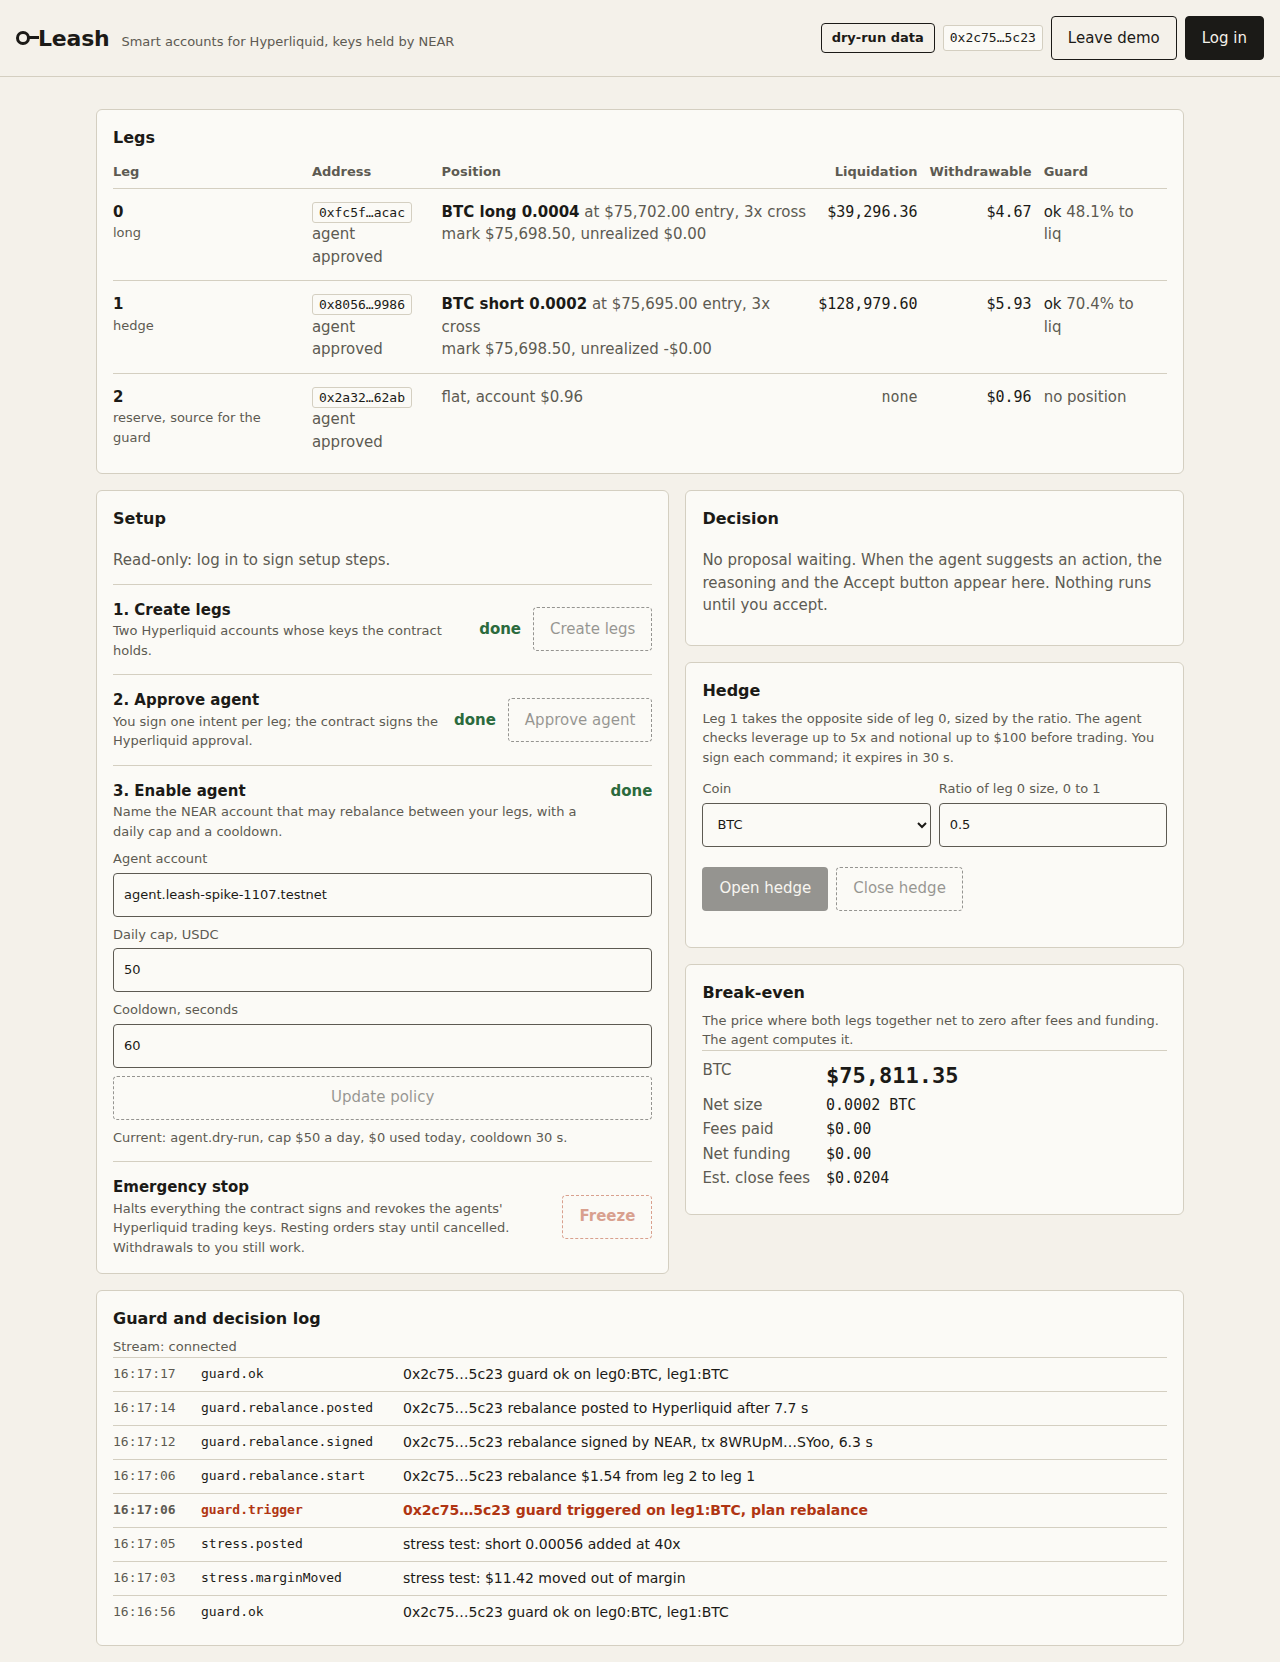 Leash Smart accounts for Hyperliquid, keys held by NEAR dry-run data 0x2c75…5c23 Leave demo Log in
Legs
Leg Address Position Liquidation Withdrawable Guard
0 0xfc5f…acac BTC long 0.0004 at $75,702.00 entry, 3x cross $39,296.36 $4.67 ok 48.1% to
long agent mark $75,698.50, unrealized $0.00 liq
approved
1 0x8056…9986 BTC short 0.0002 at $75,695.00 entry, 3x $128,979.60 $5.93 ok 70.4% to
hedge agent cross liq
approved mark $75,698.50, unrealized -$0.00
2 0x2a32…62ab flat, account $0.96 none $0.96 no position
reserve, source for the agent
guard approved
Setup
Read-only: log in to sign setup steps.
1. Create legs
Two Hyperliquid accounts whose keys the contract
holds.
done Create legs
2. Approve agent
You sign one intent per leg; the contract signs the
Hyperliquid approval.
done Approve agent
3. Enable agent done
Name the NEAR account that may rebalance between your legs, with a
daily cap and a cooldown.
Agent account
agent.leash-spike-1107.testnet
Daily cap, USDC
50
Cooldown, seconds
60
Update policy
Current: agent.dry-run, cap $50 a day, $0 used today, cooldown 30 s.
Emergency stop
Halts everything the contract signs and revokes the agents'
Hyperliquid trading keys. Resting orders stay until cancelled.
Withdrawals to you still work.
Freeze
Decision
No proposal waiting. When the agent suggests an action, the
reasoning and the Accept button appear here. Nothing runs
until you accept.
Hedge
Leg 1 takes the opposite side of leg 0, sized by the ratio. The agent
checks leverage up to 5x and notional up to $100 before trading. You
sign each command; it expires in 30 s.
Coin Ratio of leg 0 size, 0 to 1
BTC 0.5
Open hedge Close hedge
Break-even
The price where both legs together net to zero after fees and funding.
The agent computes it.
BTC $75,811.35
Net size 0.0002 BTC
Fees paid $0.00
Net funding $0.00
Est. close fees $0.0204
Guard and decision log
Stream: connected
16:17:17 guard.ok 0x2c75…5c23 guard ok on leg0:BTC, leg1:BTC
16:17:14 guard.rebalance.posted 0x2c75…5c23 rebalance posted to Hyperliquid after 7.7 s
16:17:12 guard.rebalance.signed 0x2c75…5c23 rebalance signed by NEAR, tx 8WRUpM…SYoo, 6.3 s
16:17:06 guard.rebalance.start 0x2c75…5c23 rebalance $1.54 from leg 2 to leg 1
16:17:06 guard.trigger 0x2c75…5c23 guard triggered on leg1:BTC, plan rebalance
16:17:05 stress.posted stress test: short 0.00056 added at 40x
16:17:03 stress.marginMoved stress test: $11.42 moved out of margin
16:16:56 guard.ok 0x2c75…5c23 guard ok on leg0:BTC, leg1:BTC